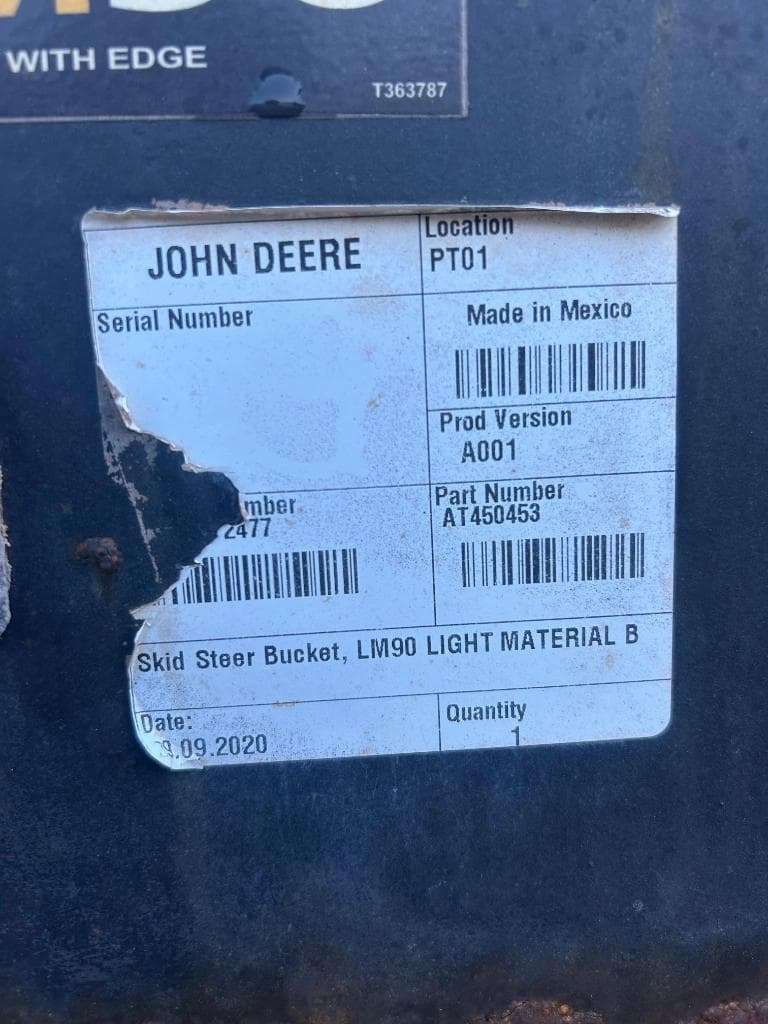 WITH EDGE
T363787
JOHN DEERE
Location
PT01
Serial Number
Made in Mexico
Prod Version
A001
mber
2477
Part Number
AT450453
Skid Steer Bucket, LM90 LIGHT MATERIAL B
Date:
.09.2020
Quantity
1